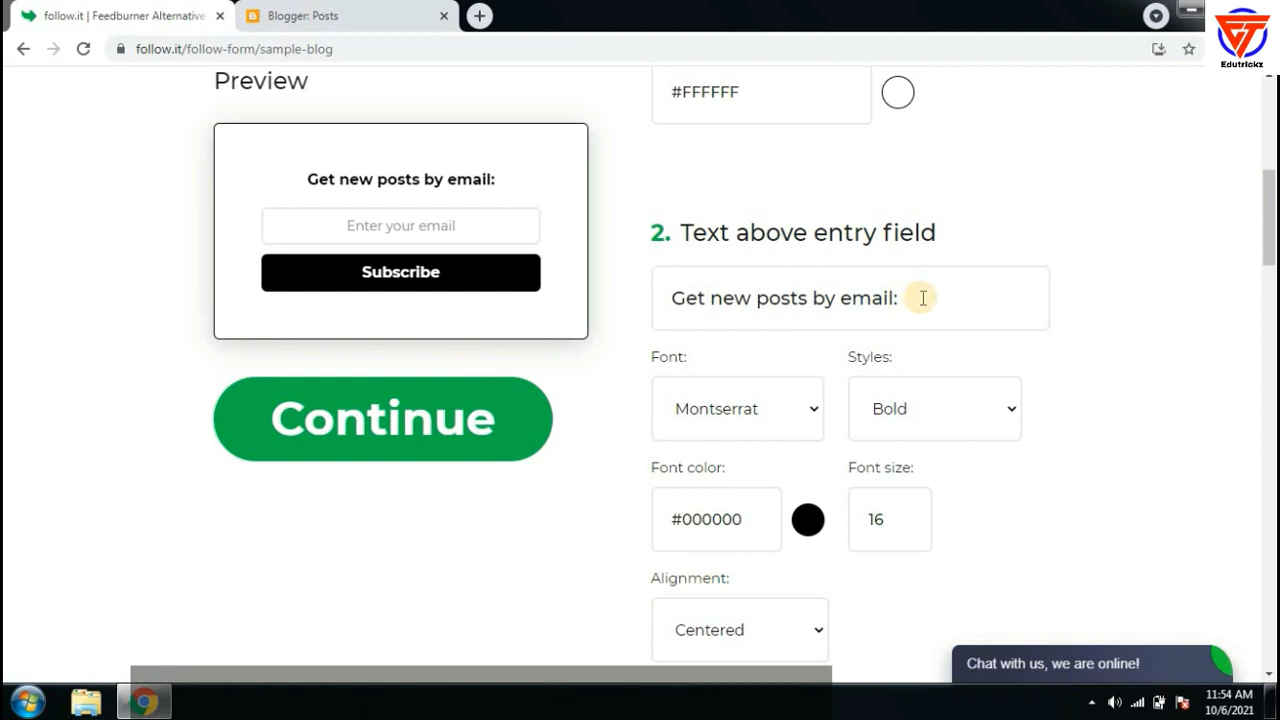 follow.it | Feedburner Alternative
Blogger: Posts
follow.it/follow-form/sample-blog
Edutrickz
Preview
#FFFFFF
Get new posts by email:
Enter your email
Subscribe
Continue
2. Text above entry field
Get new posts by email:
Font:
Styles:
Montserrat
Bold
Font color:
Font size:
#000000
16
Alignment:
Centered
Chat with us, we are online!
11:54 AM
10/6/2021